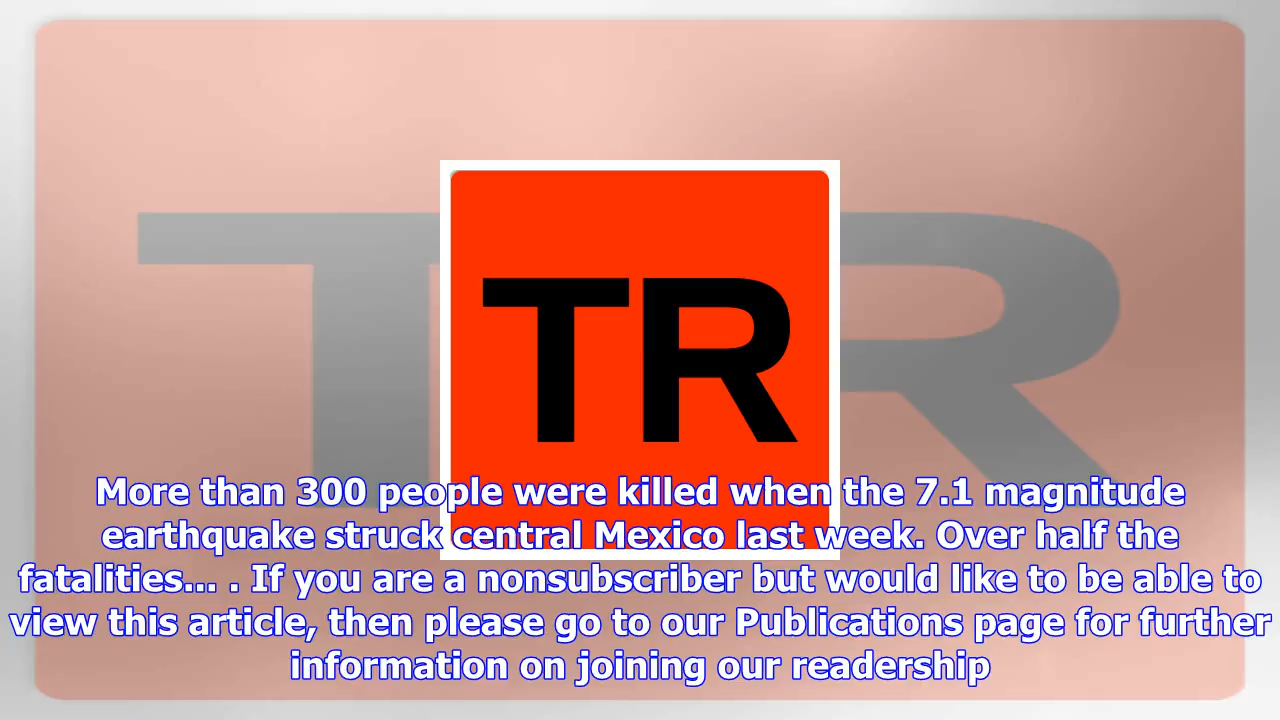 TR
TR
More than 300 people were killed when the 7.1 magnitude
earthquake struck central Mexico last week. Over half the
fatalities... . If you are a nonsubscriber but would like to be able to
view this article, then please go to our Publications page for further
information on joining our readership